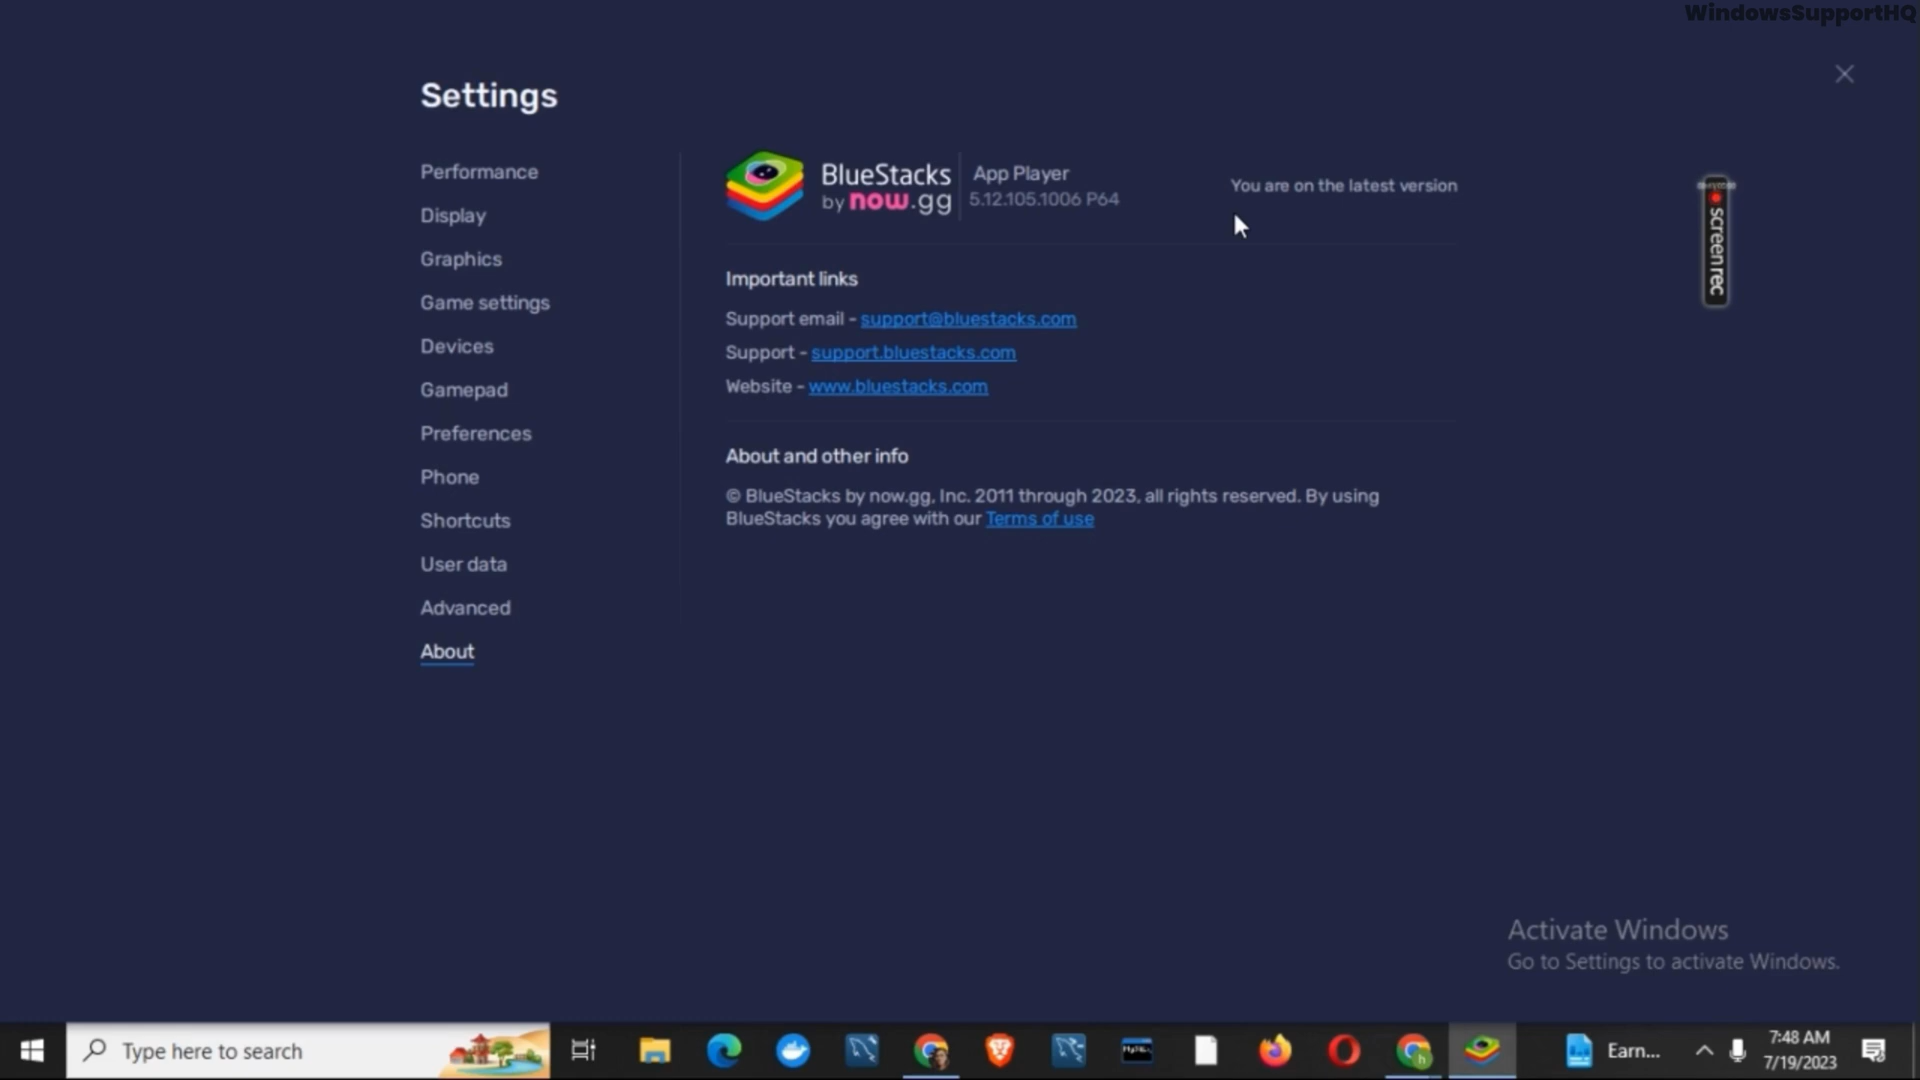 WindowsSupportHQ
Settings
Performance
Display
Graphics
Game settings
Devices
Gamepad
Preferences
Phone
Shortcuts
User data
Advanced
About
BlueStacks
by now.gg
App Player
5.12.105.1006 P64
You are on the latest version
Important links
Support email - support@bluestacks.com
Support - support.bluestacks.com
Website - www.bluestacks.com
About and other info
© BlueStacks by now.gg, Inc. 2011 through 2023, all rights reserved. By using
BlueStacks you agree with our Terms of use
screenrec
Activate Windows
Go to Settings to activate Windows.
Type here to search
Earn...
7:48 AM
7/19/2023